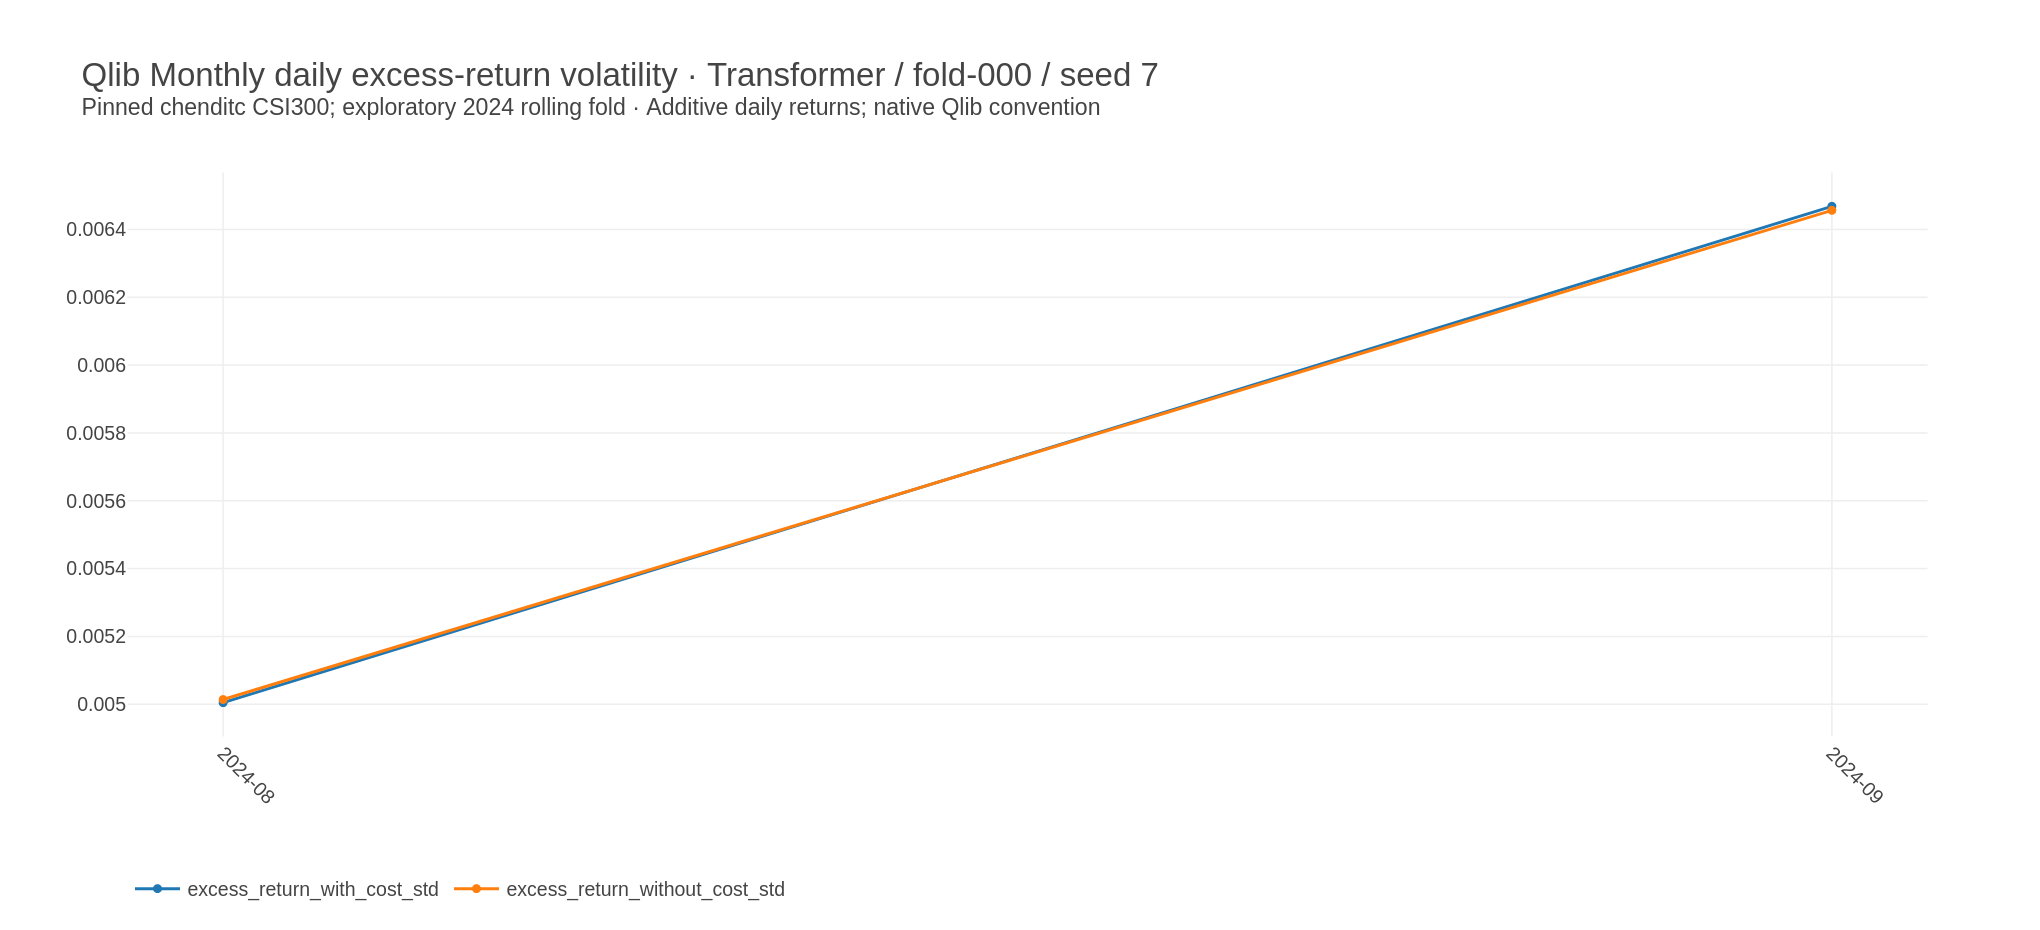 Qlib Monthly daily excess-return volatility · Transformer / fold-000 / seed 7
Pinned chenditc CSI300; exploratory 2024 rolling fold · Additive daily returns; native Qlib convention
0.0064
0.0062
0.006
0.0058
0.0056
0.0054
0.0052
0.005
2024-08
2024-09
excess_return_with_cost_std
excess_return_without_cost_std